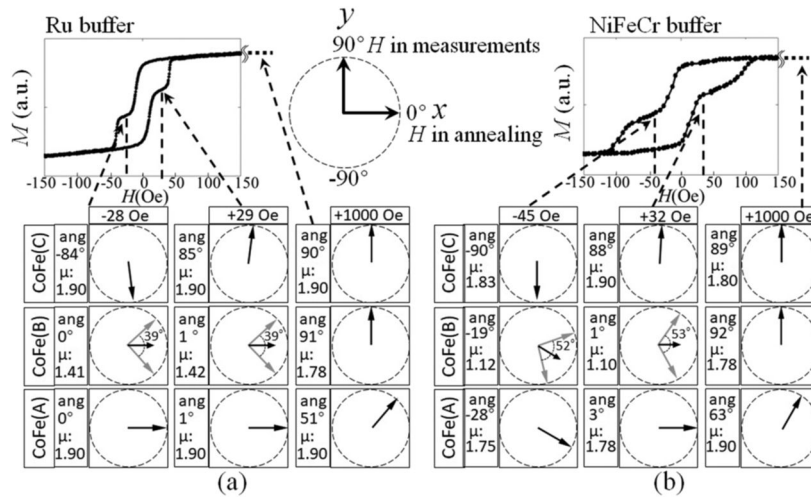 Ru buffer
M (a.u.)
-150 -100 -50 0 50 100 150
H(Oe)
y
90° H in measurements
0° x
H in annealing
-90°
NiFeCr buffer
M (a.u.)
-150 -100 -50 0 50 100 150
H(Oe)
-28 Oe +29 Oe +1000 Oe
CoFe(C) ang -84° μ: 1.90 ang 85° μ: 1.90 ang 90° μ: 1.90
CoFe(B) ang 0° μ: 1.41 39° ang 1° μ: 1.42 39° ang 91° μ: 1.78
CoFe(A) ang 0° μ: 1.90 ang 1° μ: 1.90 ang 51° μ: 1.90
(a)
-45 Oe +32 Oe +1000 Oe
CoFe(C) ang -90° μ: 1.83 ang 88° μ: 1.90 ang 89° μ: 1.80
CoFe(B) ang -19° μ: 1.12 52° ang 1° μ: 1.10 53° ang 92° μ: 1.78
CoFe(A) ang -28° μ: 1.75 ang 3° μ: 1.78 ang 63° μ: 1.90
(b)